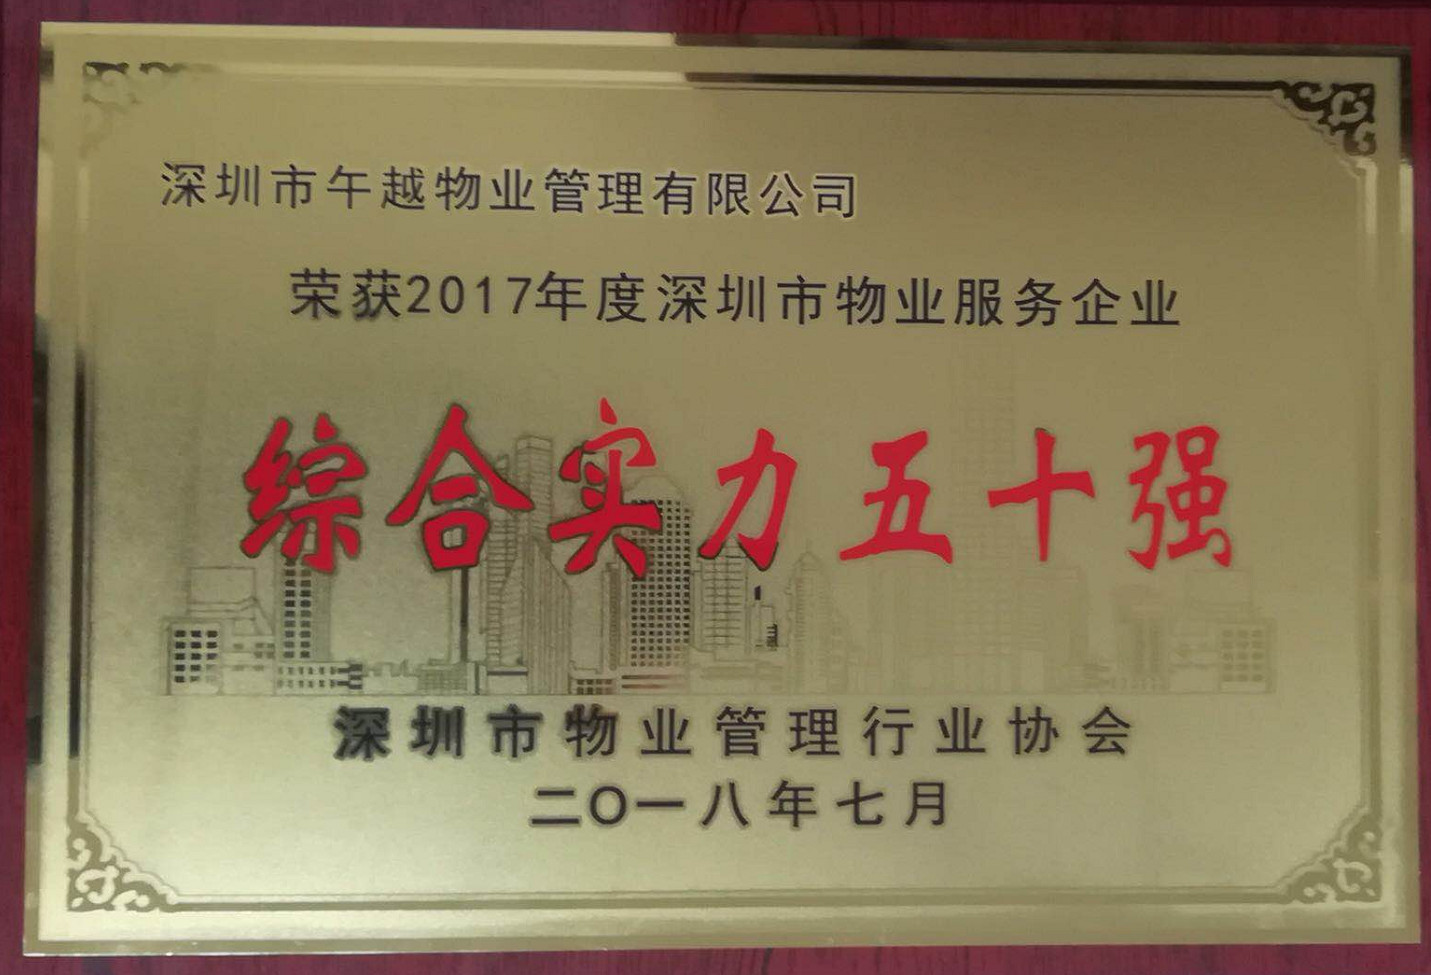 深圳市午越物业管理有限公司
荣获2017年度深圳市物业服务企业
综合实力五十强
深圳市物业管理行业协会
二〇一八年七月